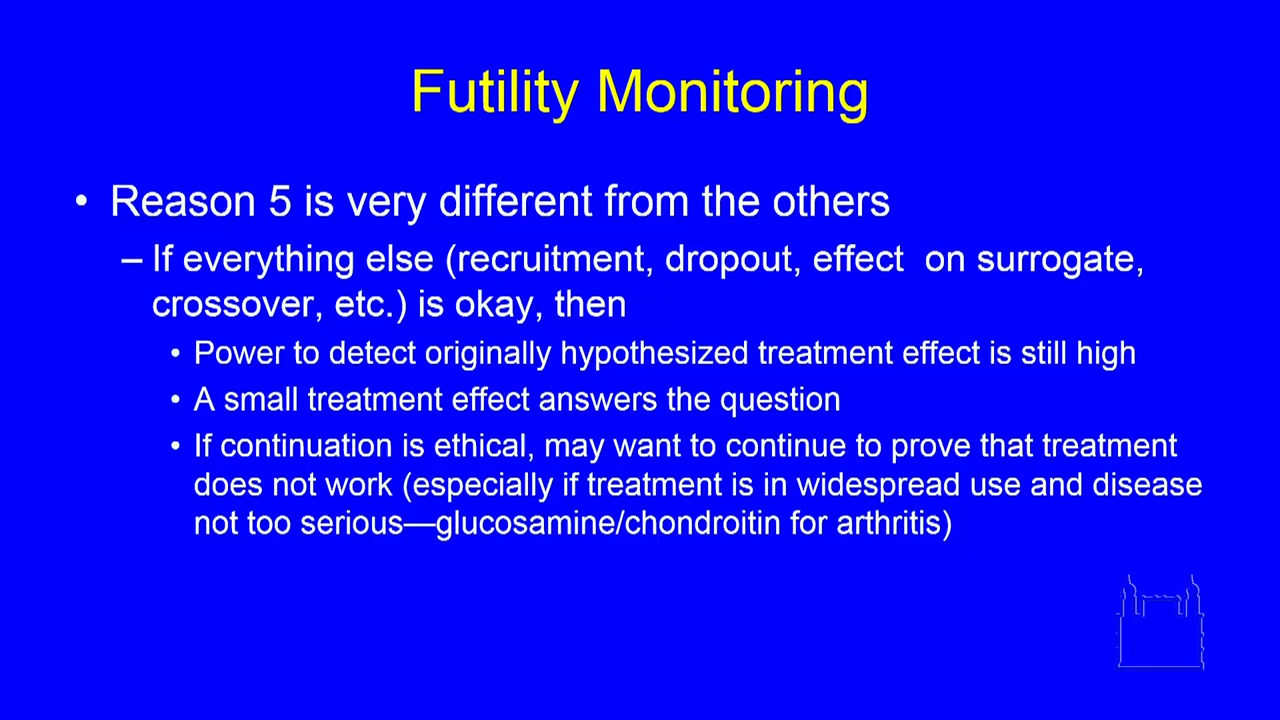 Futility Monitoring
• Reason 5 is very different from the others
– If everything else (recruitment, dropout, effect  on surrogate,
crossover, etc.) is okay, then
• Power to detect originally hypothesized treatment effect is still high
• A small treatment effect answers the question
• If continuation is ethical, may want to continue to prove that treatment
does not work (especially if treatment is in widespread use and disease
not too serious—glucosamine/chondroitin for arthritis)